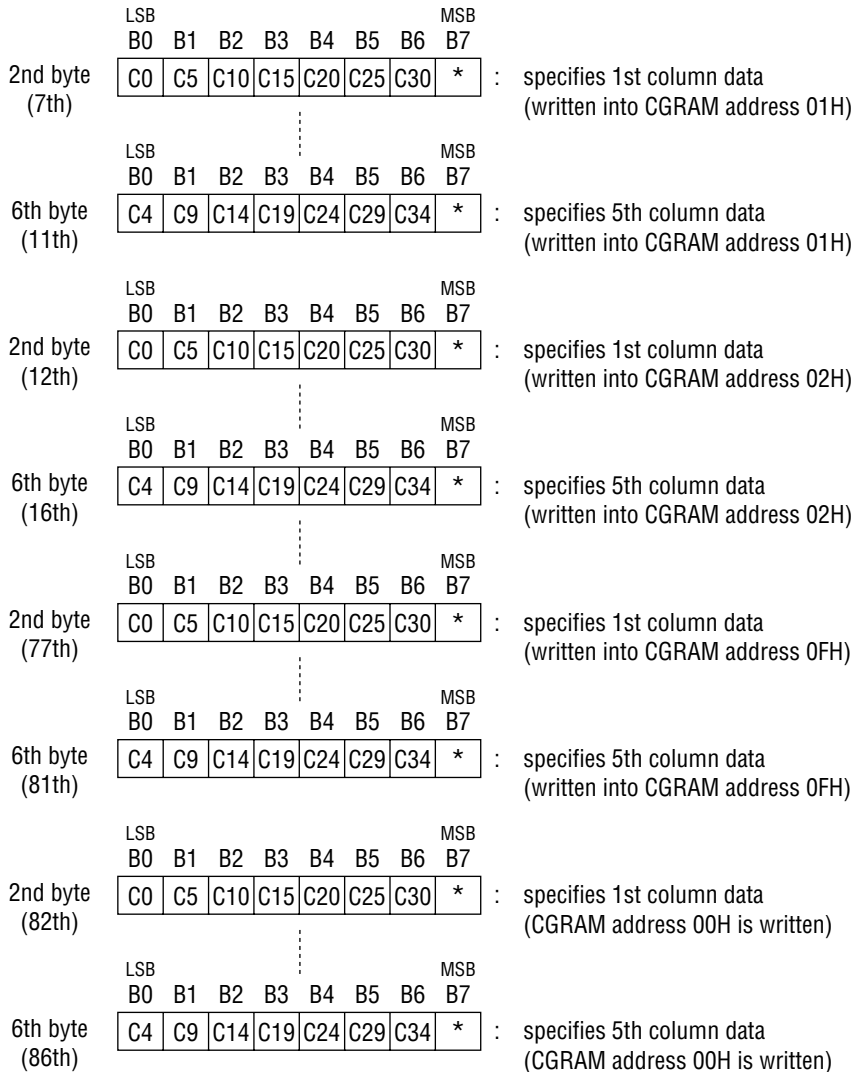 LSB MSB
B0 B1 B2 B3 B4 B5 B6 B7
2nd byte C0 C5 C10 C15 C20 C25 C30 * : specifies 1st column data
(7th) (written into CGRAM address 01H)
LSB MSB
B0 B1 B2 B3 B4 B5 B6 B7
6th byte C4 C9 C14 C19 C24 C29 C34 * : specifies 5th column data
(11th) (written into CGRAM address 01H)
LSB MSB
B0 B1 B2 B3 B4 B5 B6 B7
2nd byte C0 C5 C10 C15 C20 C25 C30 * : specifies 1st column data
(12th) (written into CGRAM address 02H)
LSB MSB
B0 B1 B2 B3 B4 B5 B6 B7
6th byte C4 C9 C14 C19 C24 C29 C34 * : specifies 5th column data
(16th) (written into CGRAM address 02H)
LSB MSB
B0 B1 B2 B3 B4 B5 B6 B7
2nd byte C0 C5 C10 C15 C20 C25 C30 * : specifies 1st column data
(77th) (written into CGRAM address 0FH)
LSB MSB
B0 B1 B2 B3 B4 B5 B6 B7
6th byte C4 C9 C14 C19 C24 C29 C34 * : specifies 5th column data
(81th) (written into CGRAM address 0FH)
LSB MSB
B0 B1 B2 B3 B4 B5 B6 B7
2nd byte C0 C5 C10 C15 C20 C25 C30 * : specifies 1st column data
(82th) (CGRAM address 00H is written)
LSB MSB
B0 B1 B2 B3 B4 B5 B6 B7
6th byte C4 C9 C14 C19 C24 C29 C34 * : specifies 5th column data
(86th) (CGRAM address 00H is written)